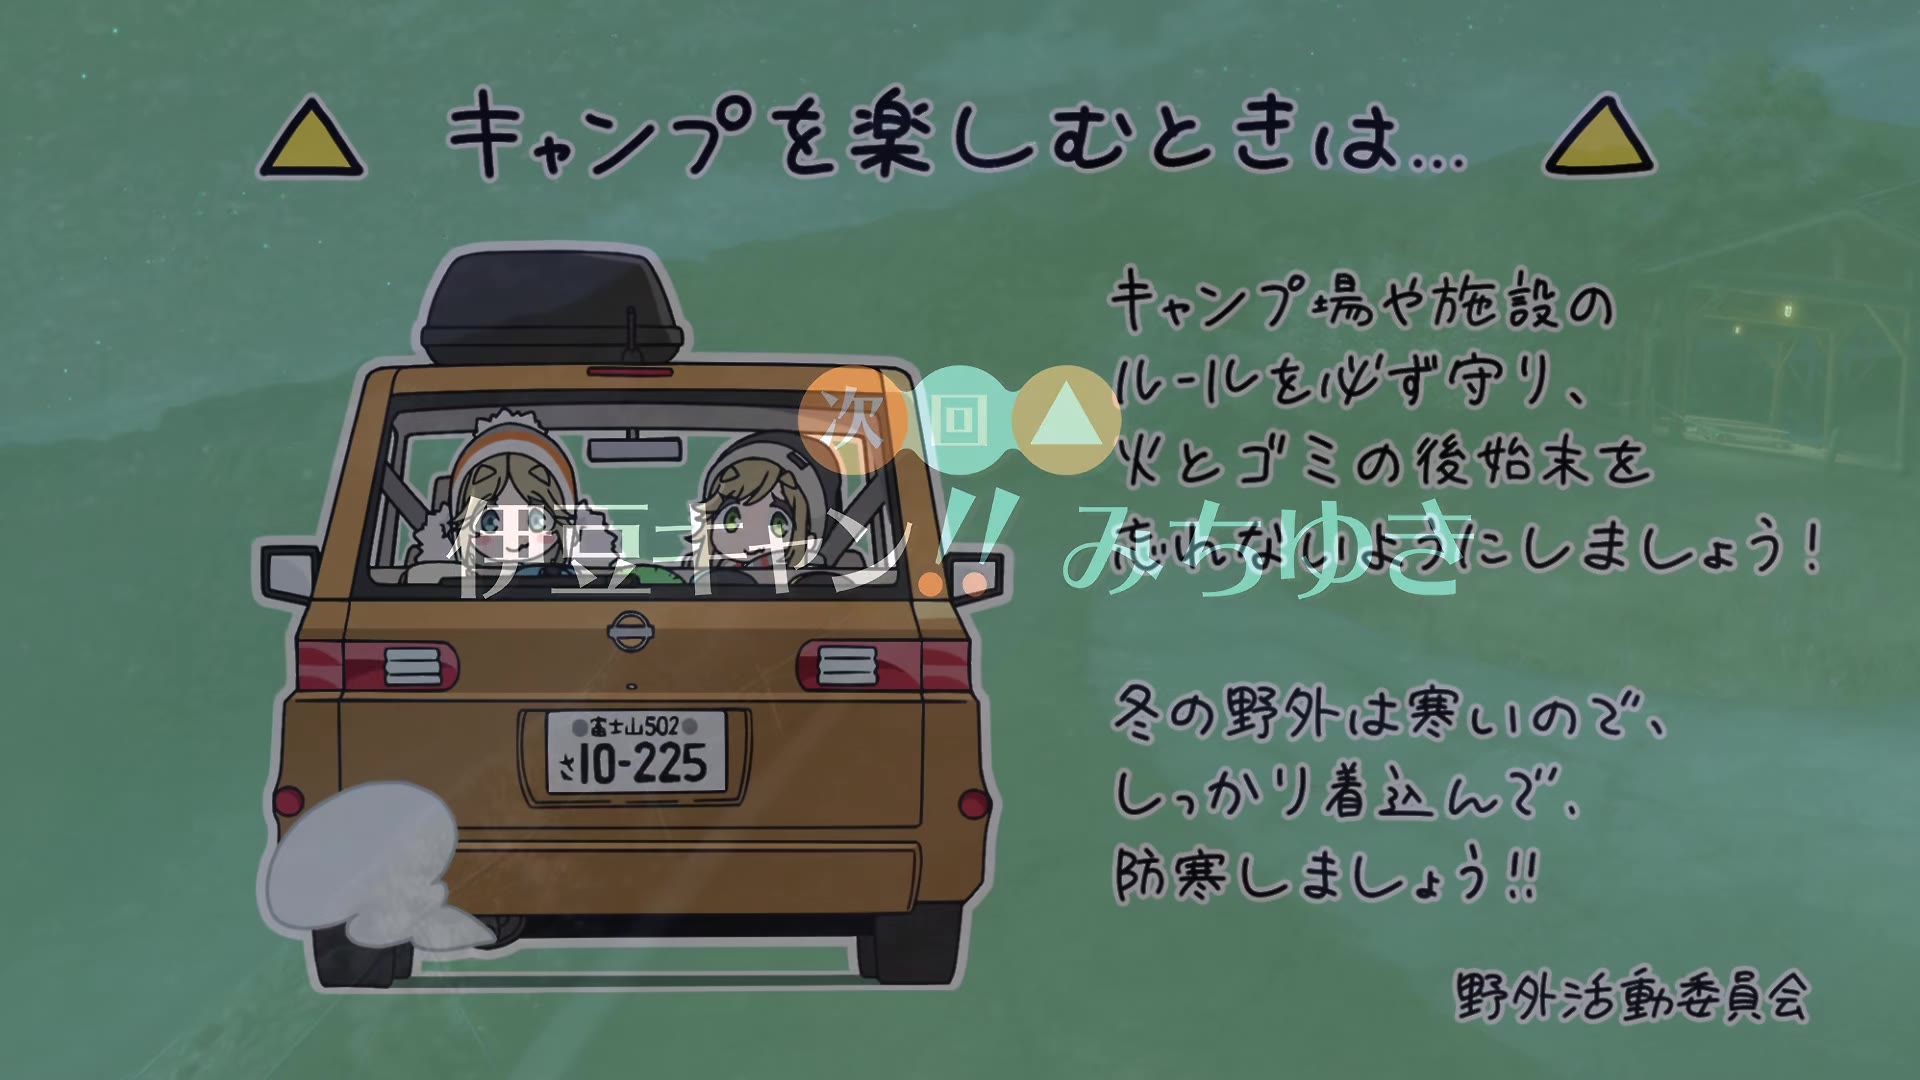 キャンプを楽しむときは…
キャンプ場や施設の
ルールを必ず守り、
火とゴミの後始末を
忘れないようにしましょう!
冬の野外は寒いので、
しっかり着込んで、
防寒しましょう!!
野外活動委員会
次回
伊豆キャン!! みちゆき
富士山502
さ10-225